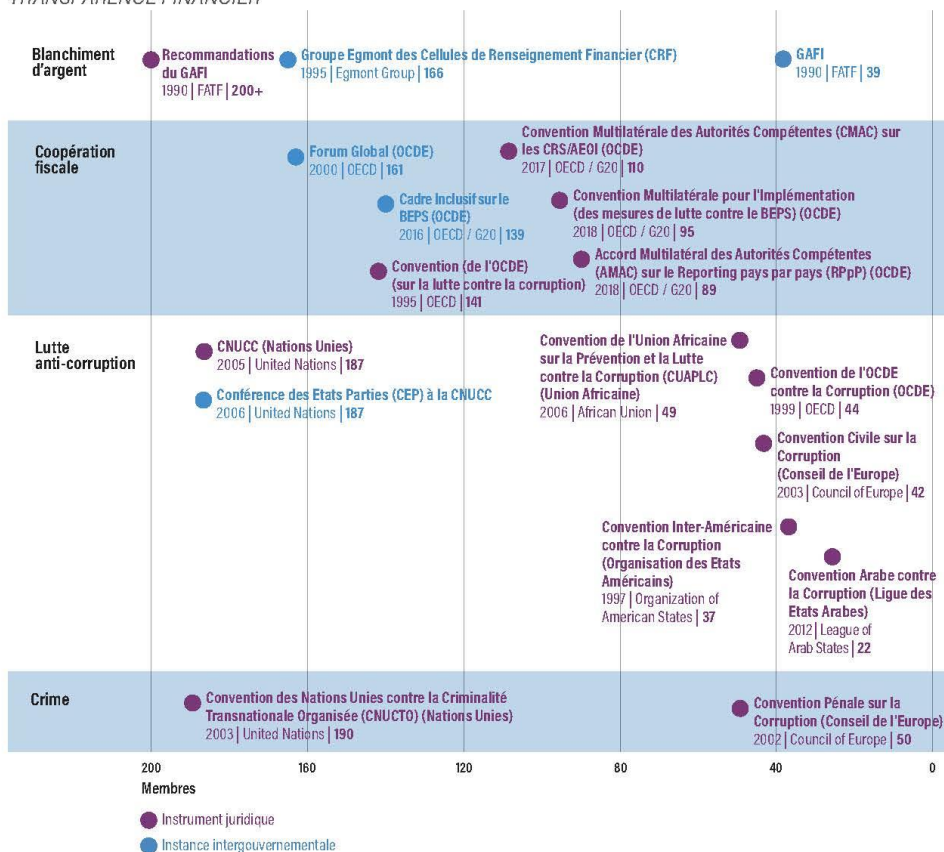 TRANSPARENCE FINANCIER
Blanchiment
d'argent
Recommandations
du GAFI
1990 | FATF | 200+
Groupe Egmont des Cellules de Renseignement Financier (CRF)
1995 | Egmont Group | 166
GAFI
1990 | FATF | 39
Coopération
fiscale
Forum Global (OCDE)
2000 | OECD | 161
Convention Multilatérale des Autorités Compétentes (CMAC) sur
les CRS/AEOI (OCDE)
2017 | OECD / G20 | 110
Cadre Inclusif sur le
BEPS (OCDE)
2016 | OECD / G20 | 139
Convention Multilatérale pour l'Implémentation
(des mesures de lutte contre le BEPS) (OCDE)
2018 | OECD / G20 | 95
Convention (de l'OCDE)
(sur la lutte contre la corruption)
1995 | OECD | 141
Accord Multilatéral des Autorités Compétentes
(AMAC) sur le Reporting pays par pays (RPpP) (OCDE)
2018 | OECD / G20 | 89
Lutte
anti-corruption
CNUCC (Nations Unies)
2005 | United Nations | 187
Conférence des Etats Parties (CEP) à la CNUCC
2006 | United Nations | 187
Convention de l'Union Africaine
sur la Prévention et la Lutte
contre la Corruption (CUAPLC)
(Union Africaine)
2006 | African Union | 49
Convention de l'OCDE
contre la Corruption (OCDE)
1999 | OECD | 44
Convention Civile sur la
Corruption
(Conseil de l'Europe)
2003 | Council of Europe | 42
Convention Inter-Américaine
contre la Corruption
(Organisation des Etats
Américains)
1997 | Organization of
American States | 37
Convention Arabe contre
la Corruption (Ligue des
Etats Arabes)
2012 | League of
Arab States | 22
Crime
Convention des Nations Unies contre la Criminalité
Transnationale Organisée (CNUCTO) (Nations Unies)
2003 | United Nations | 190
Convention Pénale sur la
Corruption (Conseil de l'Europe)
2002 | Council of Europe | 50
200 160 120 80 40 0
Membres
Instrument juridique
Instance intergouvernementale